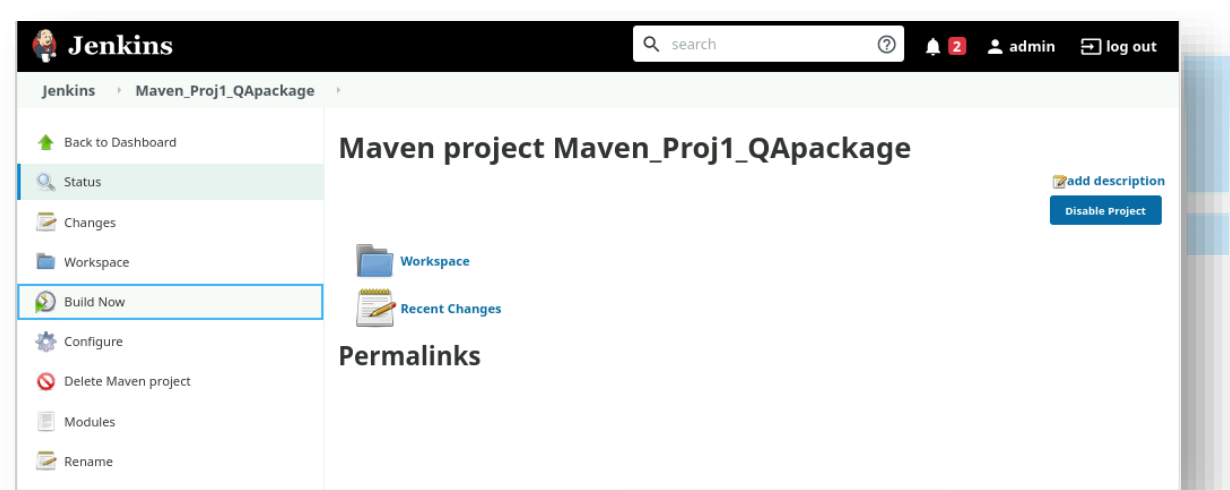 Jenkins
search
2
admin
log out
Jenkins
Maven_Proj1_QApackage
Back to Dashboard
Status
Changes
Workspace
Build Now
Configure
Delete Maven project
Modules
Rename
Maven project Maven_Proj1_QApackage
add description
Disable Project
Workspace
Recent Changes
Permalinks